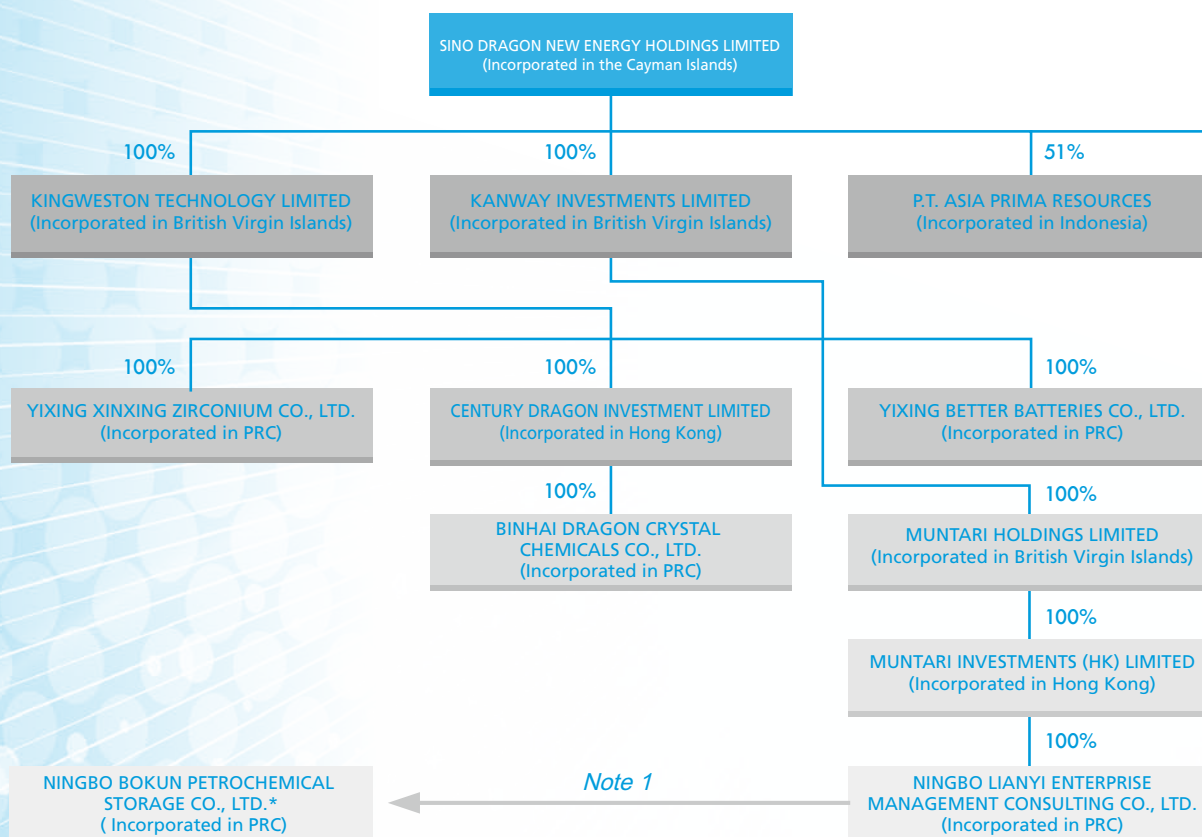 SINO DRAGON NEW ENERGY HOLDINGS LIMITED
(Incorporated in the Cayman Islands)
100%
100%
51%
KINGWESTON TECHNOLOGY LIMITED
(Incorporated in British Virgin Islands)
KANWAY INVESTMENTS LIMITED
(Incorporated in British Virgin Islands)
P.T. ASIA PRIMA RESOURCES
(Incorporated in Indonesia)
100%
100%
100%
YIXING XINXING ZIRCONIUM CO., LTD.
(Incorporated in PRC)
CENTURY DRAGON INVESTMENT LIMITED
(Incorporated in Hong Kong)
YIXING BETTER BATTERIES CO., LTD.
(Incorporated in PRC)
100%
100%
BINHAI DRAGON CRYSTAL
CHEMICALS CO., LTD.
(Incorporated in PRC)
MUNTARI HOLDINGS LIMITED
(Incorporated in British Virgin Islands)
100%
MUNTARI INVESTMENTS (HK) LIMITED
(Incorporated in Hong Kong)
100%
NINGBO BOKUN PETROCHEMICAL
STORAGE CO., LTD.*
( Incorporated in PRC)
Note 1
NINGBO LIANYI ENTERPRISE
MANAGEMENT CONSULTING CO., LTD.
(Incorporated in PRC)